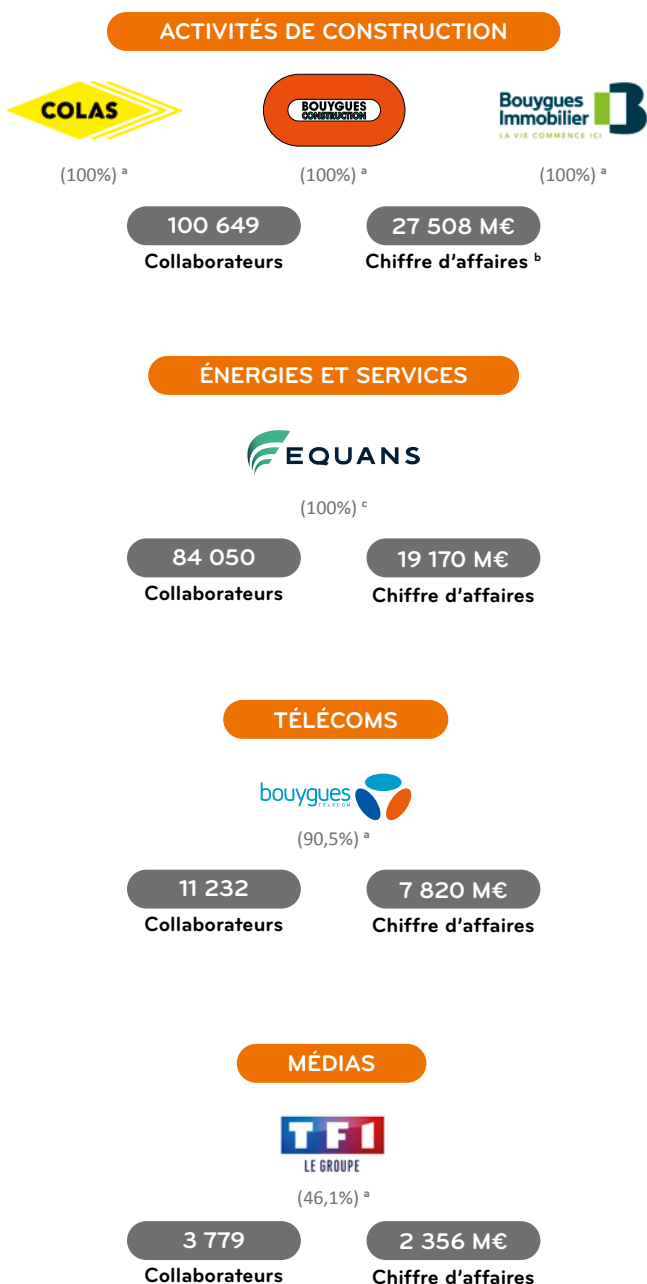 ACTIVITÉS DE CONSTRUCTION
COLAS
BOUYGUES
CONSTRUCTION
Bouygues
Immobilier
LA VIE COMMENCE ICI
(100%) ᵃ (100%) ᵃ (100%) ᵃ
100 649 27 508 M€
Collaborateurs Chiffre d'affaires ᵇ
ÉNERGIES ET SERVICES
EQUANS
(100%) ᶜ
84 050 19 170 M€
Collaborateurs Chiffre d'affaires
TÉLÉCOMS
bouygues
TELECOM
(90,5%) ᵃ
11 232 7 820 M€
Collaborateurs Chiffre d'affaires
MÉDIAS
TF1
LE GROUPE
(46,1%) ᵃ
3 779 2 356 M€
Collaborateurs Chiffre d'affaires